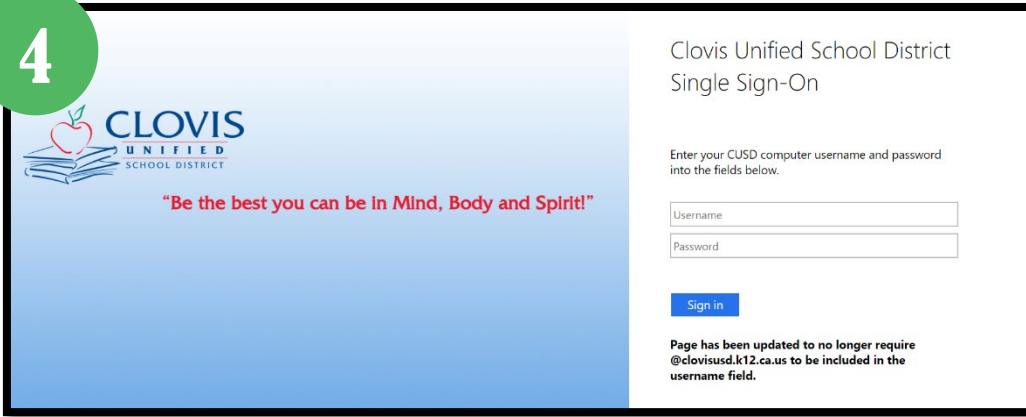 4
CLOVIS
UNIFIED
SCHOOL DISTRICT
“Be the best you can be in Mind, Body and Spirit!”
Clovis Unified School District
Single Sign-On
Enter your CUSD computer username and password
into the fields below.
Username
Password
Sign in
Page has been updated to no longer require
@clovisusd.k12.ca.us to be included in the
username field.